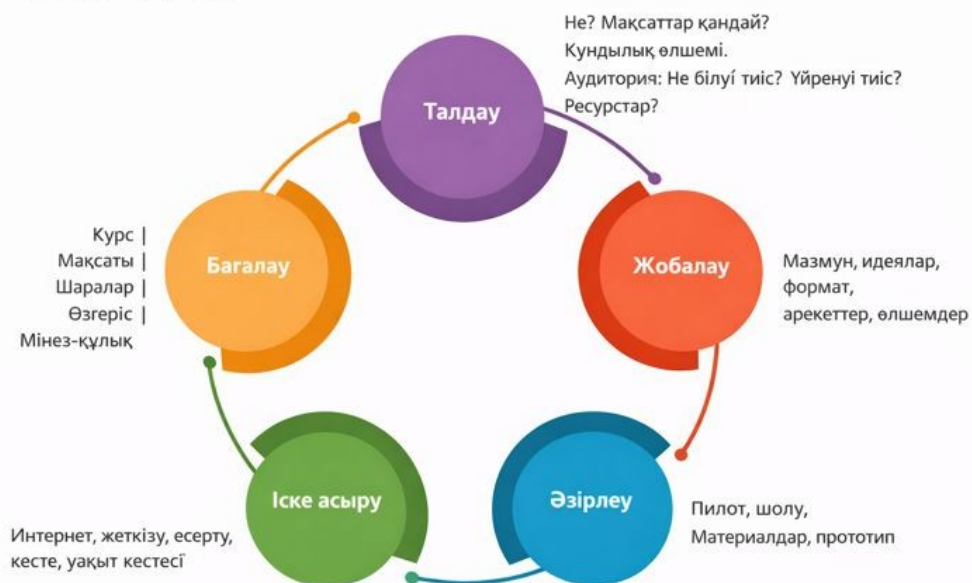 Не? Мақсаттар қандай?
Кундылық өлшемі.
Аудитория: Не білуі тиіс? Үйренуі тиіс?
Ресурстар?
Талдау
Жобалау
Мазмун, идеялар,
формат,
арекеттер, өлшемдер
Әзірлеу
Пилот, шолу,
Материалдар, прототип
Іске асыру
Интернет, жеткізу, есерту,
кесте, уақыт кестесі
Бағалау
Курс |
Мақсаты |
Шаралар |
Өзгеріс |
Мінез-құлық